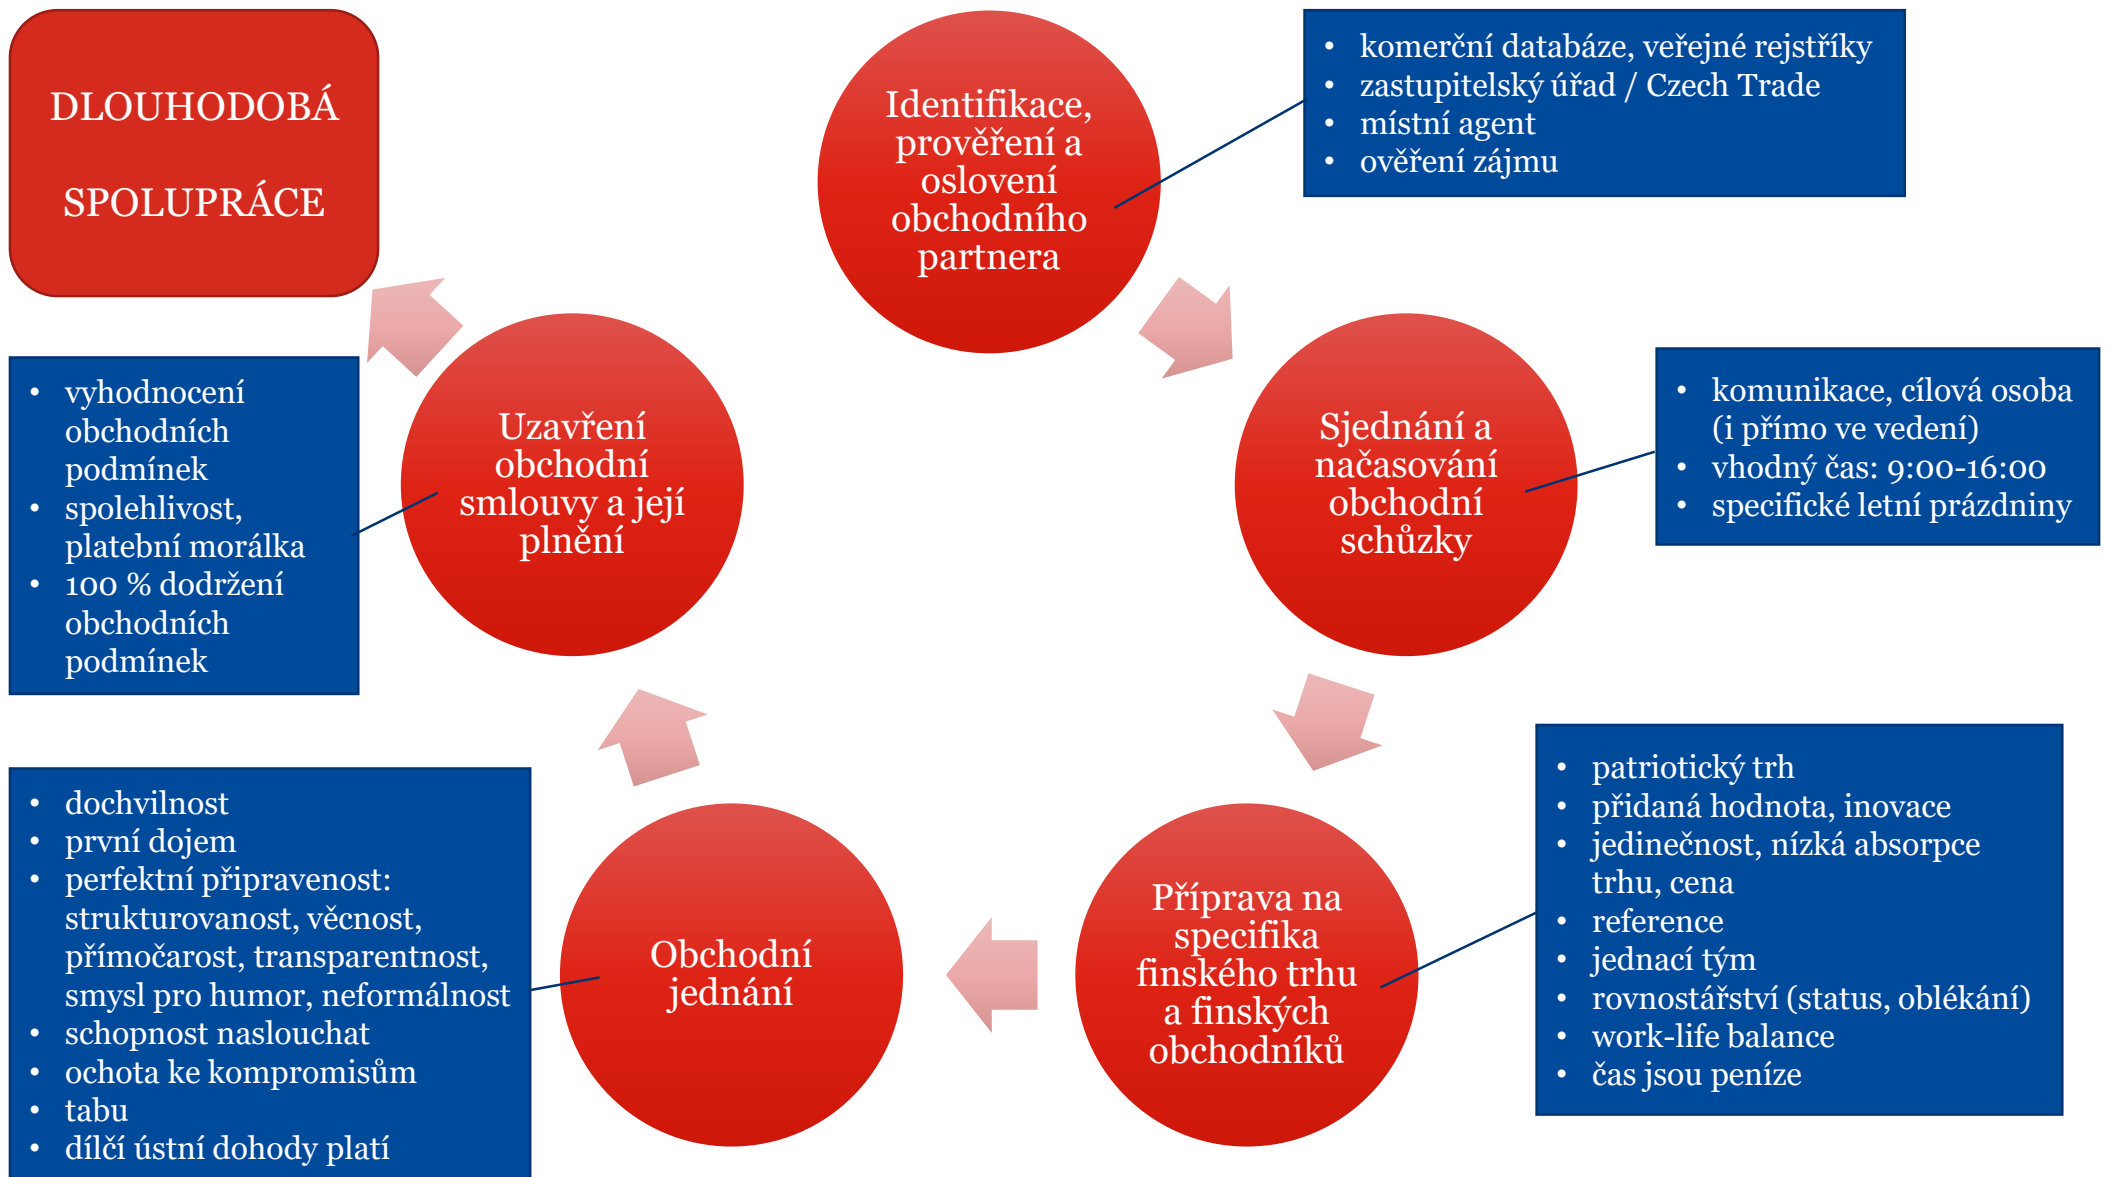 DLOUHODOBÁ
SPOLUPRÁCE
Identifikace,
prověření a
oslovení
obchodního
partnera
• komerční databáze, veřejné rejstříky
• zastupitelský úřad / Czech Trade
• místní agent
• ověření zájmu
Sjednání a
načasování
obchodní
schůzky
• komunikace, cílová osoba
(i přímo ve vedení)
• vhodný čas: 9:00-16:00
• specifické letní prázdniny
Příprava na
specifika
finského trhu
a finských
obchodníků
• patriotický trh
• přidaná hodnota, inovace
• jedinečnost, nízká absorpce
trhu, cena
• reference
• jednací tým
• rovnostářství (status, oblékání)
• work-life balance
• čas jsou peníze
Obchodní
jednání
• dochvilnost
• první dojem
• perfektní připravenost:
strukturovanost, věcnost,
přímočarost, transparentnost,
smysl pro humor, neformálnost
• schopnost naslouchat
• ochota ke kompromisům
• tabu
• dílčí ústní dohody platí
Uzavření
obchodní
smlouvy a její
plnění
• vyhodnocení
obchodních
podmínek
• spolehlivost,
platební morálka
• 100 % dodržení
obchodních
podmínek